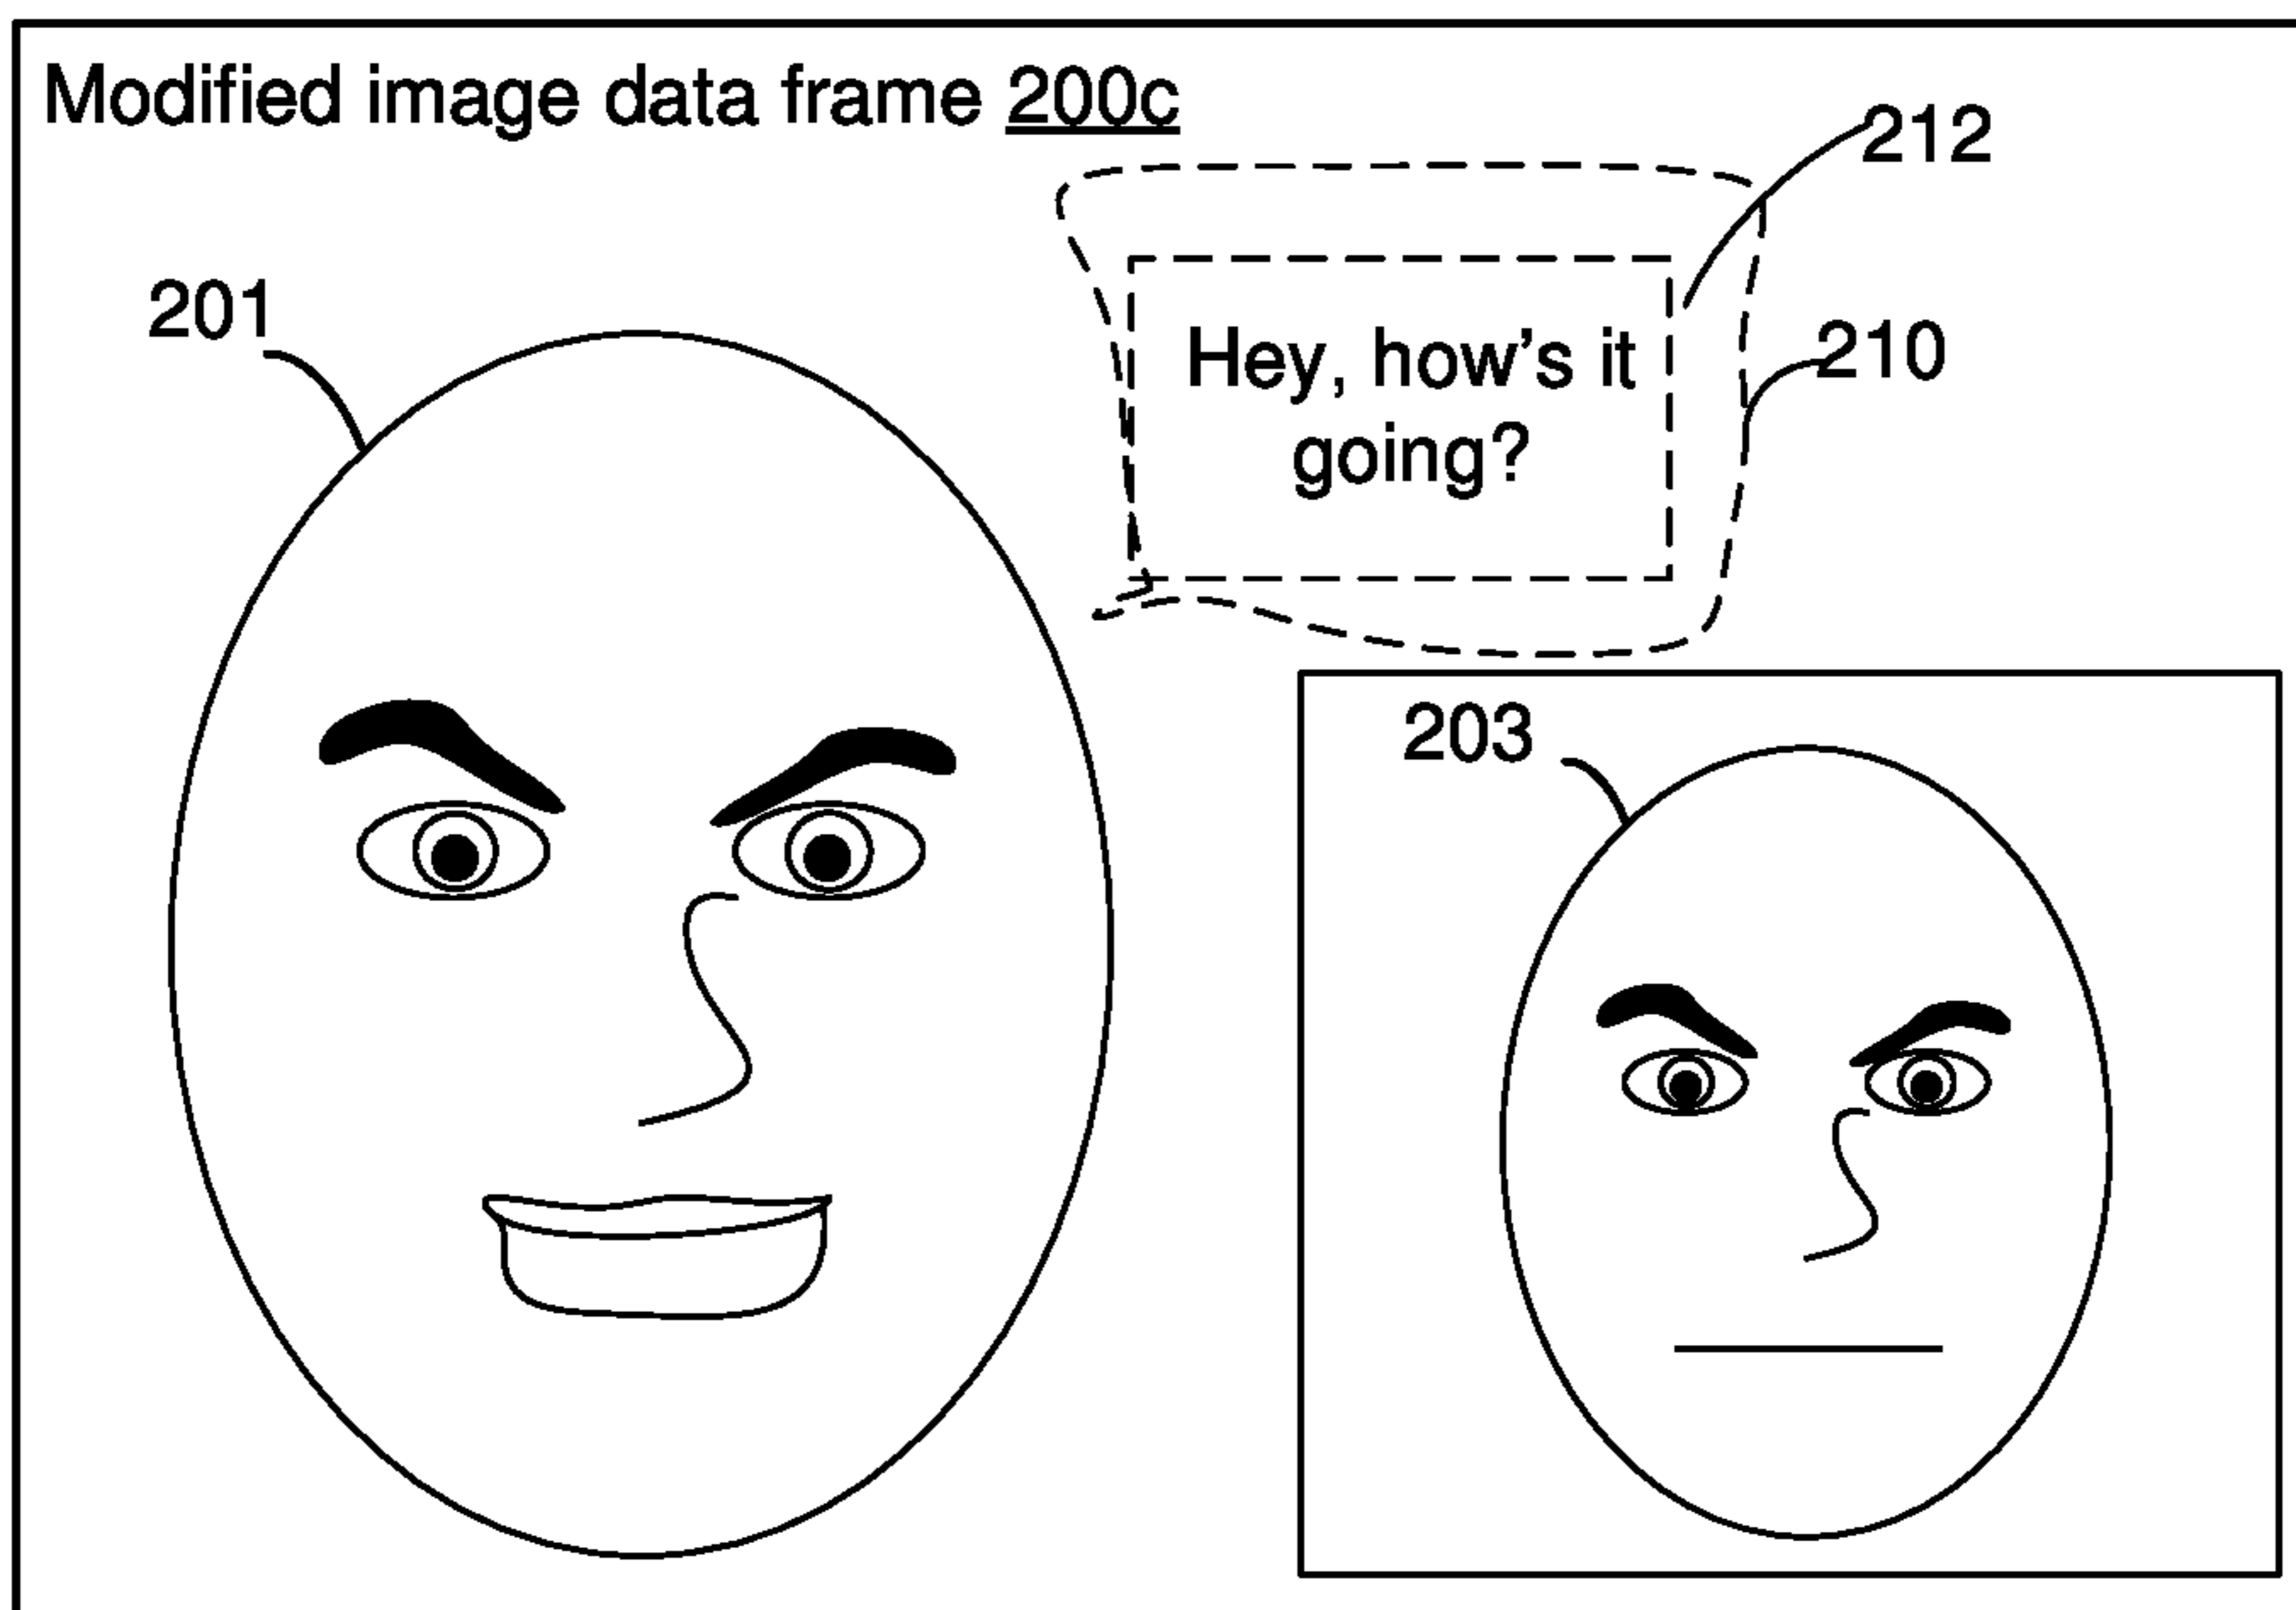 Modified image data frame 200c
212
201
Hey, how's it
going?
210
203